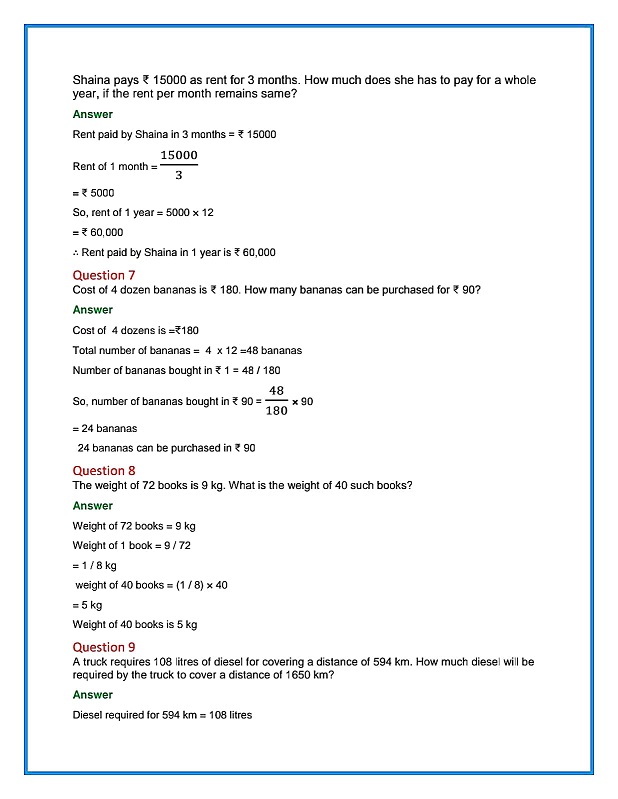 Shaina pays ₹ 15000 as rent for 3 months. How much does she has to pay for a whole
year, if the rent per month remains same?
Answer
Rent paid by Shaina in 3 months = ₹ 15000
Rent of 1 month = 15000/3
= ₹ 5000
So, rent of 1 year = 5000 × 12
= ₹ 60,000
∴ Rent paid by Shaina in 1 year is ₹ 60,000
Question 7
Cost of 4 dozen bananas is ₹ 180. How many bananas can be purchased for ₹ 90?
Answer
Cost of 4 dozens is =₹180
Total number of bananas = 4 x 12 =48 bananas
Number of bananas bought in ₹ 1 = 48 / 180
So, number of bananas bought in ₹ 90 = 48/180 × 90
= 24 bananas
24 bananas can be purchased in ₹ 90
Question 8
The weight of 72 books is 9 kg. What is the weight of 40 such books?
Answer
Weight of 72 books = 9 kg
Weight of 1 book = 9 / 72
= 1 / 8 kg
weight of 40 books = (1 / 8) × 40
= 5 kg
Weight of 40 books is 5 kg
Question 9
A truck requires 108 litres of diesel for covering a distance of 594 km. How much diesel will be
required by the truck to cover a distance of 1650 km?
Answer
Diesel required for 594 km = 108 litres